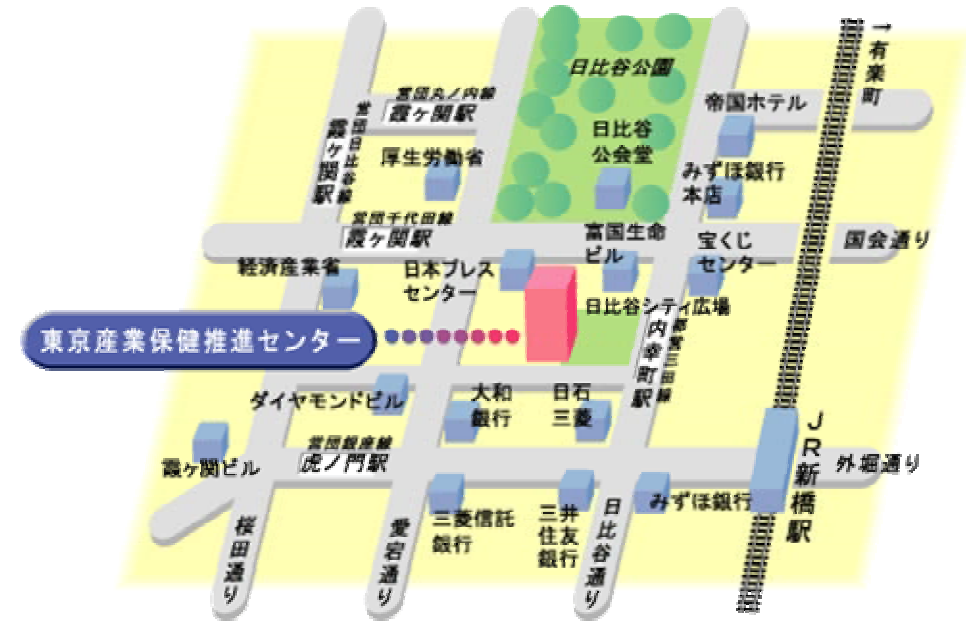 →有楽町
日比谷公園
営団丸ノ内線
霞ヶ関駅
帝国ホテル
営団日比谷線
霞ヶ関駅
日比谷
公会堂
厚生労働省
みずほ銀行
本店
営団千代田線
霞ヶ関駅
富国生命
ビル
宝くじ
センター
国会通り
経済産業省
日本プレス
センター
日比谷シティ広場
東京産業保健推進センター
都営三田線
内幸町駅
ダイヤモンドビル
大和
銀行
日石
三菱
JR新橋駅
営団銀座線
虎ノ門駅
霞ヶ関ビル
外堀通り
みずほ銀行
三菱信託
銀行
三井
住友
銀行
桜田通り
愛宕通り
日比谷通り